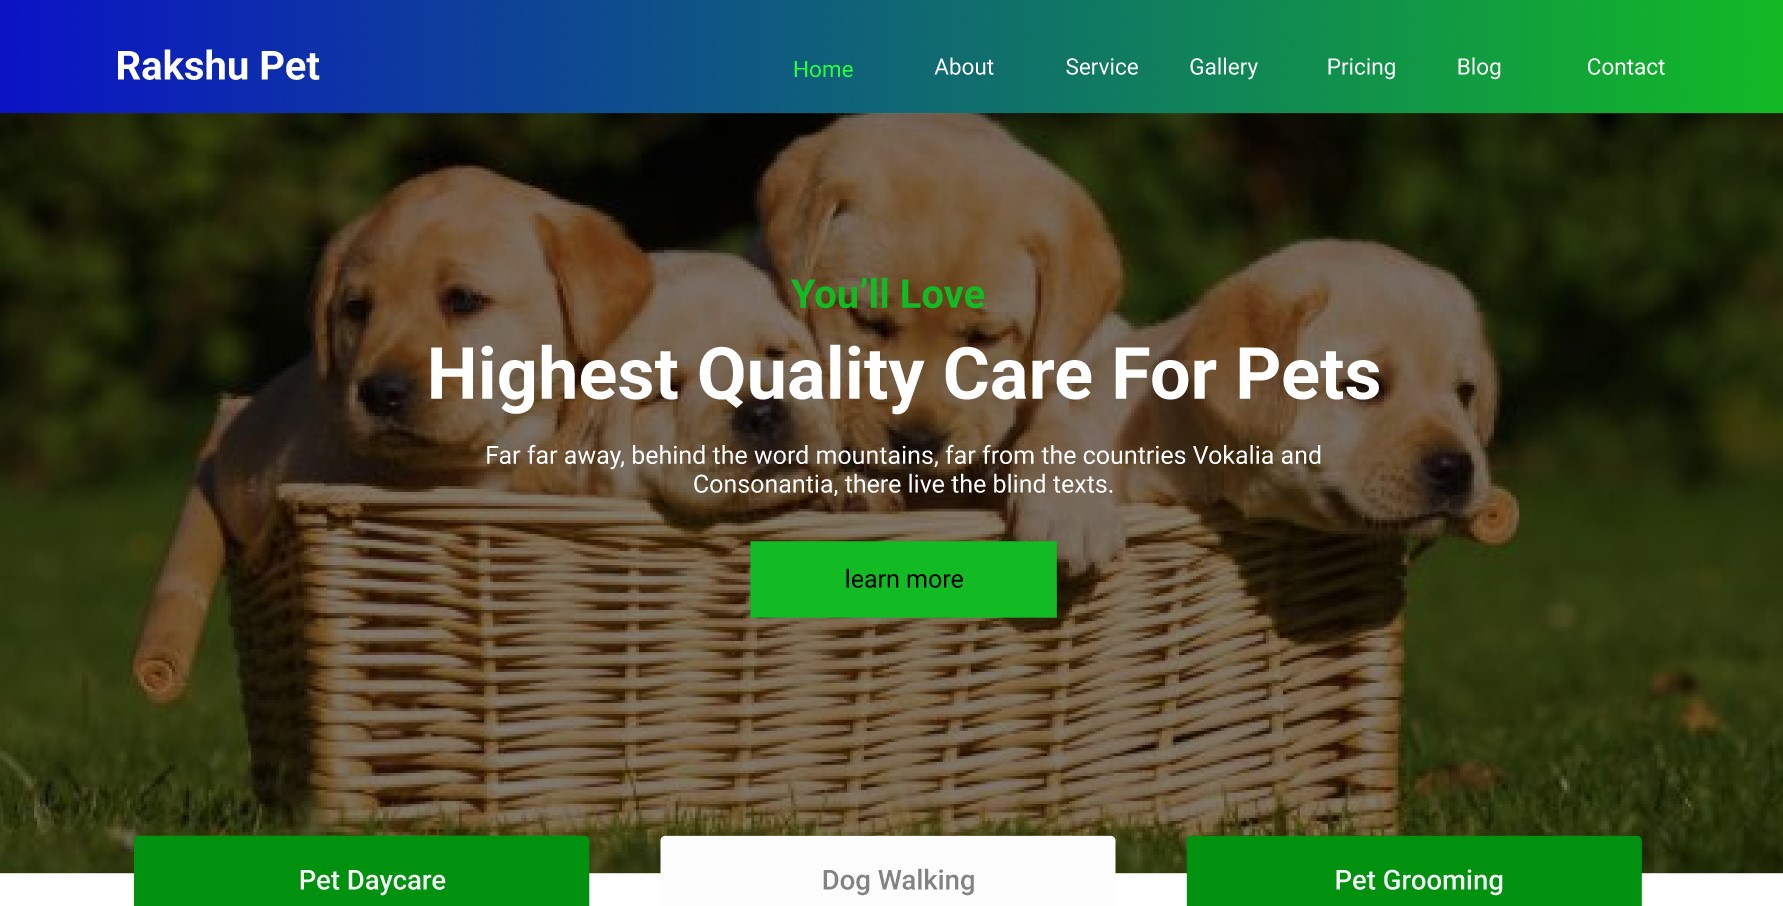 Rakshu Pet
Home About Service Gallery Pricing Blog Contact
You'll Love
Highest Quality Care For Pets
Far far away, behind the word mountains, far from the countries Vokalia and
Consonantia, there live the blind texts.
learn more
Pet Daycare Dog Walking Pet Grooming